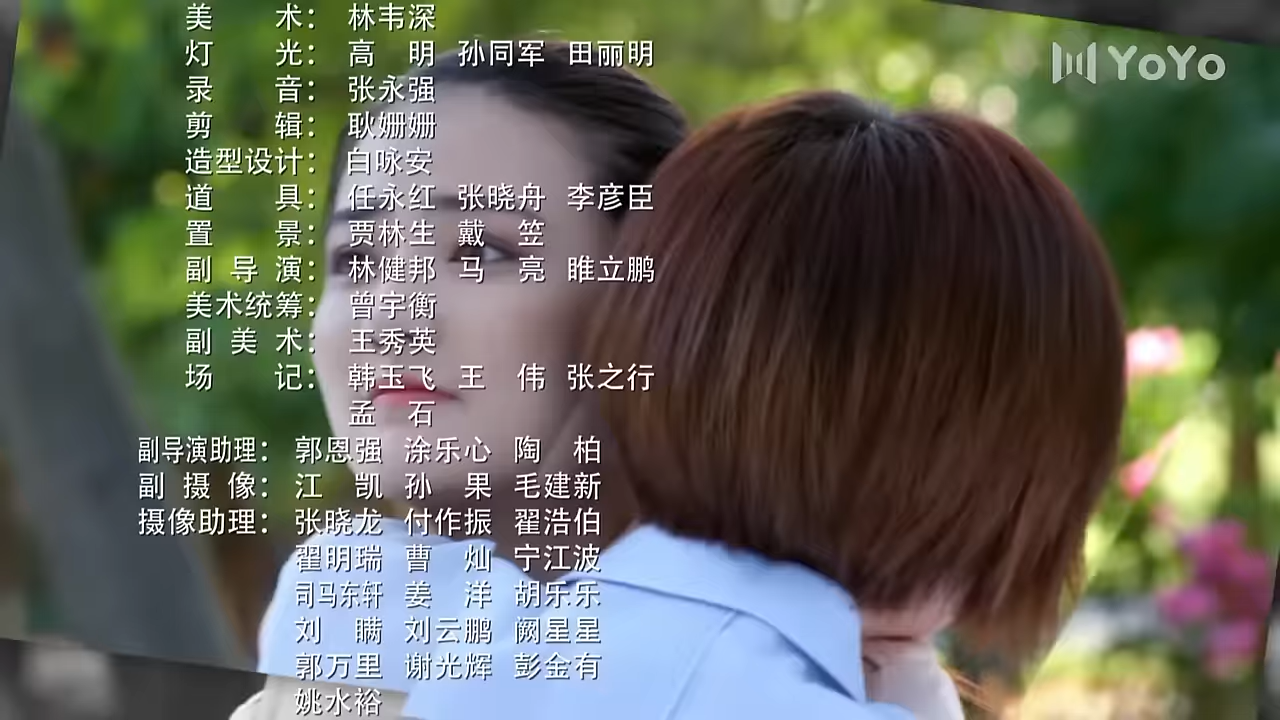 美术：林韦深
灯光：高明 孙同军 田丽明
YoYo
录音：张永强
剪辑：耿姗姗
造型设计：白咏安
道具：任永红 张晓舟 李彦臣
置景：贾林生 戴笠
副导演：林健邦 马亮 睢立鹏
美术统筹：曾宇衡
副美术：王秀英
场记：韩玉飞 王伟 张之行
孟石
副导演助理：郭恩强 涂乐心 陶柏
副摄像：江凯 孙果 毛建新
摄像助理：张晓龙 付作振 翟浩伯
翟明瑞 曹灿 宁江波
司马东轩 姜洋 胡乐乐
刘瞒 刘云鹏 阙星星
郭万里 谢光辉 彭金有
姚水裕